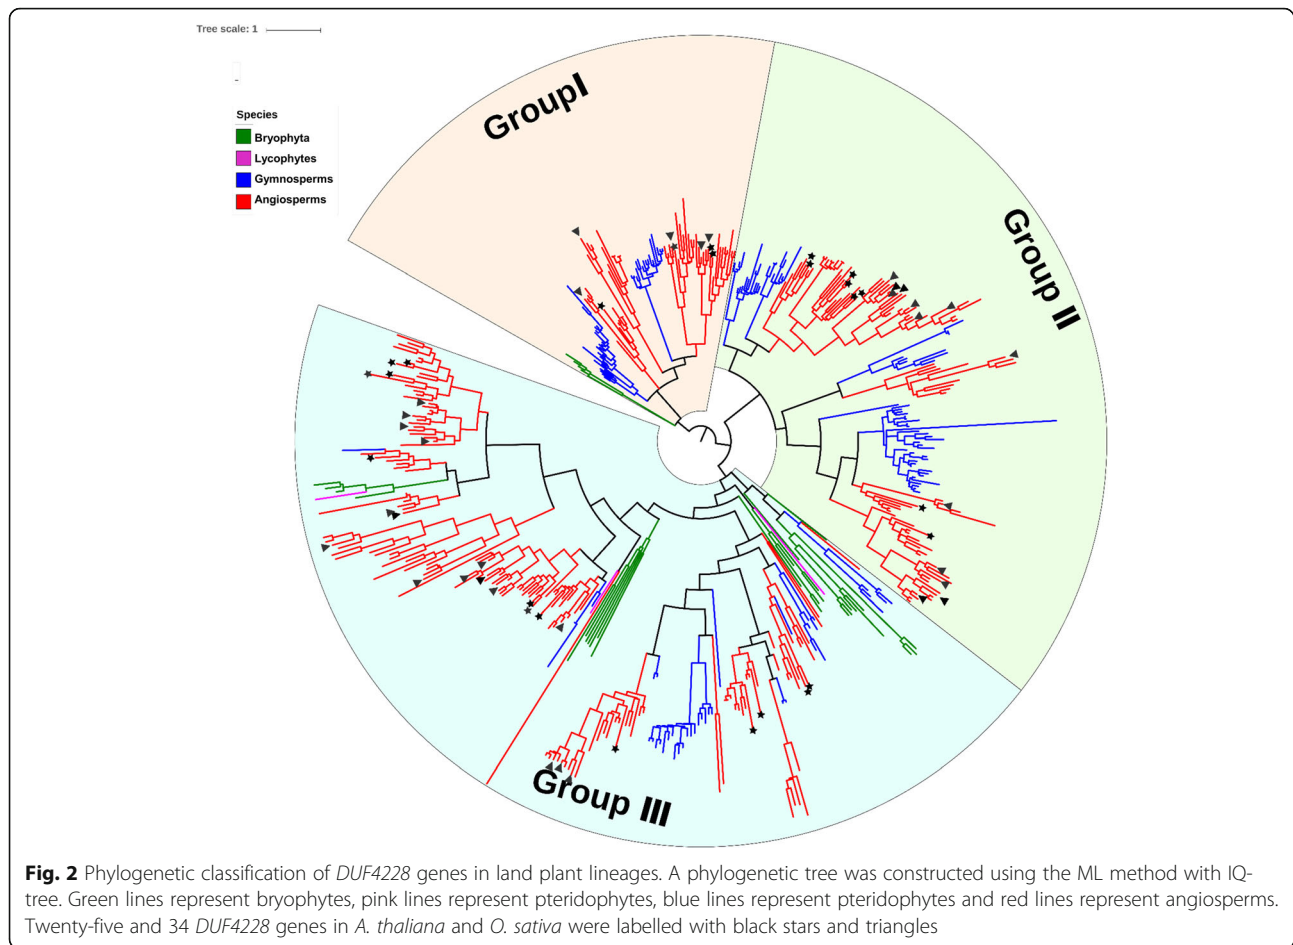 Tree scale: 1
Species
Bryophyta
Lycophytes
Gymnosperms
Angiosperms
GroupI
Group II
Group III
Fig. 2 Phylogenetic classification of DUF4228 genes in land plant lineages. A phylogenetic tree was constructed using the ML method with IQ-
tree. Green lines represent bryophytes, pink lines represent pteridophytes, blue lines represent pteridophytes and red lines represent angiosperms.
Twenty-five and 34 DUF4228 genes in A. thaliana and O. sativa were labelled with black stars and triangles